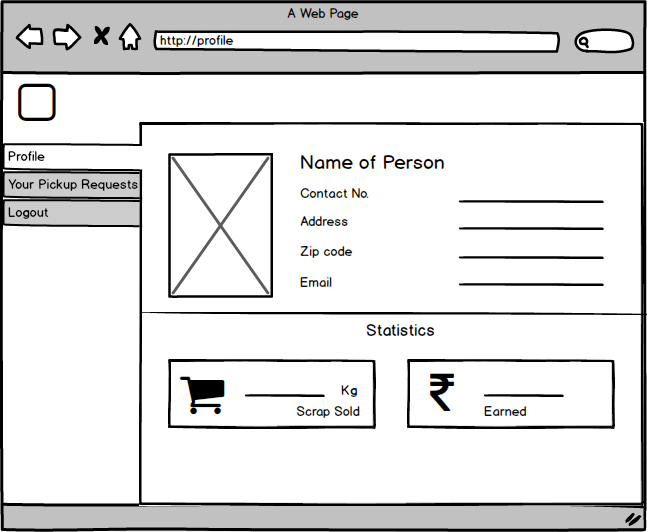 A Web Page
http://profile
Profile
Your Pickup Requests
Logout
Name of Person
Contact No.
Address
Zip code
Email
Statistics
Kg
Scrap Sold
₹
Earned